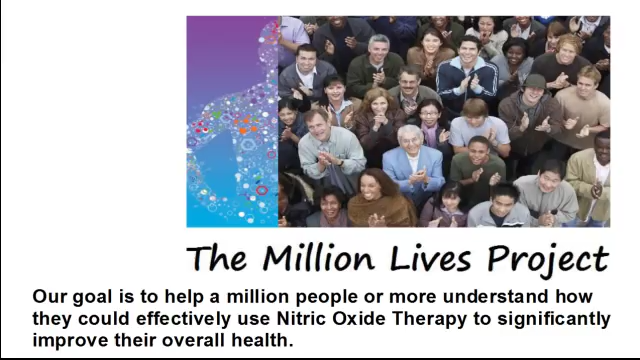 The Million Lives Project
Our goal is to help a million people or more understand how
they could effectively use Nitric Oxide Therapy to significantly
improve their overall health.